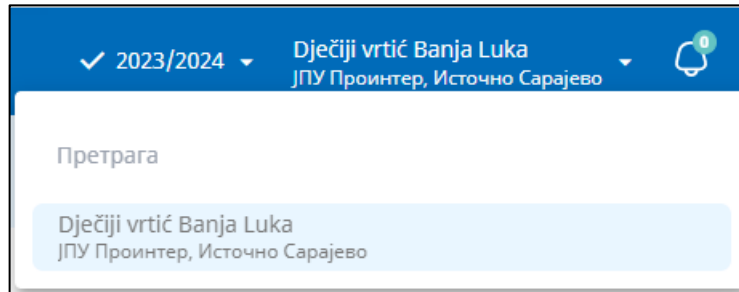 2023/2024
Dječiji vrtić Banja Luka
ЈПУ Проинтер, Источно Сарајево
0
Претрага
Dječiji vrtić Banja Luka
ЈПУ Проинтер, Источно Сарајево